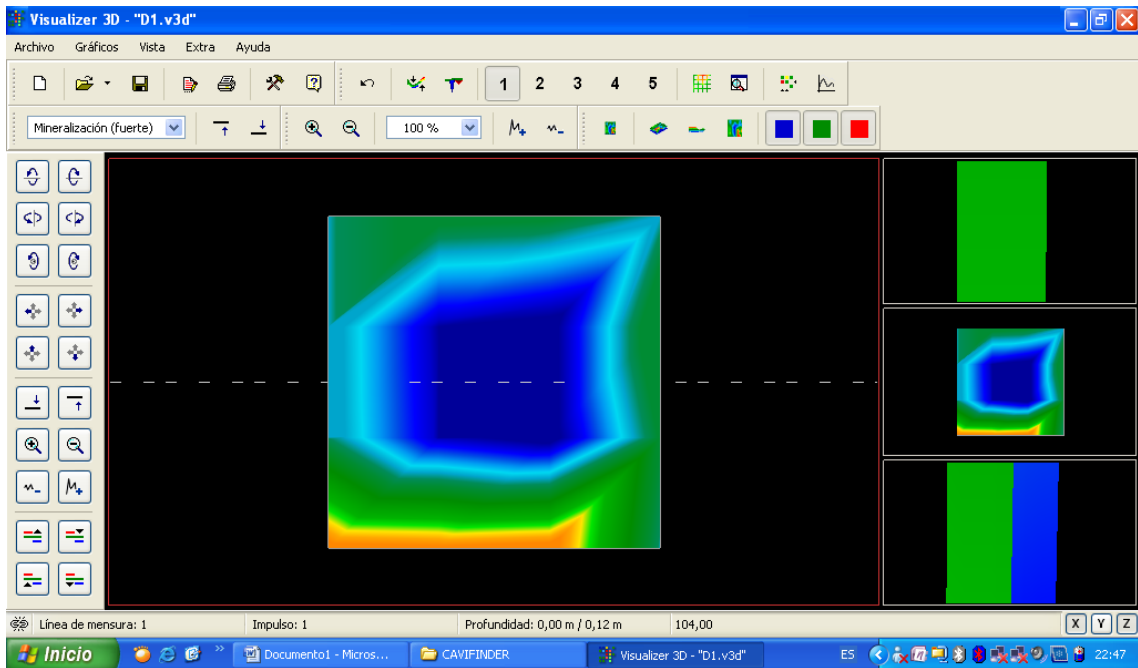 Visualizer 3D - "D1.v3d"
Archivo Gráficos Vista Extra Ayuda
1 2 3 4 5
Mineralización (fuerte) 100 %
Línea de mensura: 1 Impulso: 1 Profundidad: 0,00 m / 0,12 m 104,00 X Y Z
Inicio Documento1 - Micros... CAVIFINDER Visualizer 3D - "D1.v3d" ES 22:47